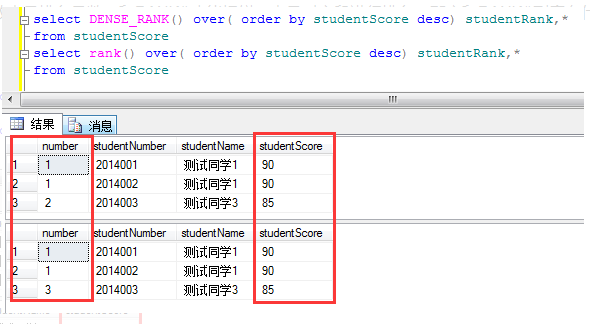 select DENSE_RANK() over( order by studentScore desc) studentRank,*
from studentScore
select rank() over( order by studentScore desc) studentRank,*
from studentScore
结果 消息
number studentNumber studentName studentScore
1 1 2014001 测试同学1 90
2 1 2014002 测试同学1 90
3 2 2014003 测试同学3 85
number studentNumber studentName studentScore
1 1 2014001 测试同学1 90
2 1 2014002 测试同学1 90
3 3 2014003 测试同学3 85